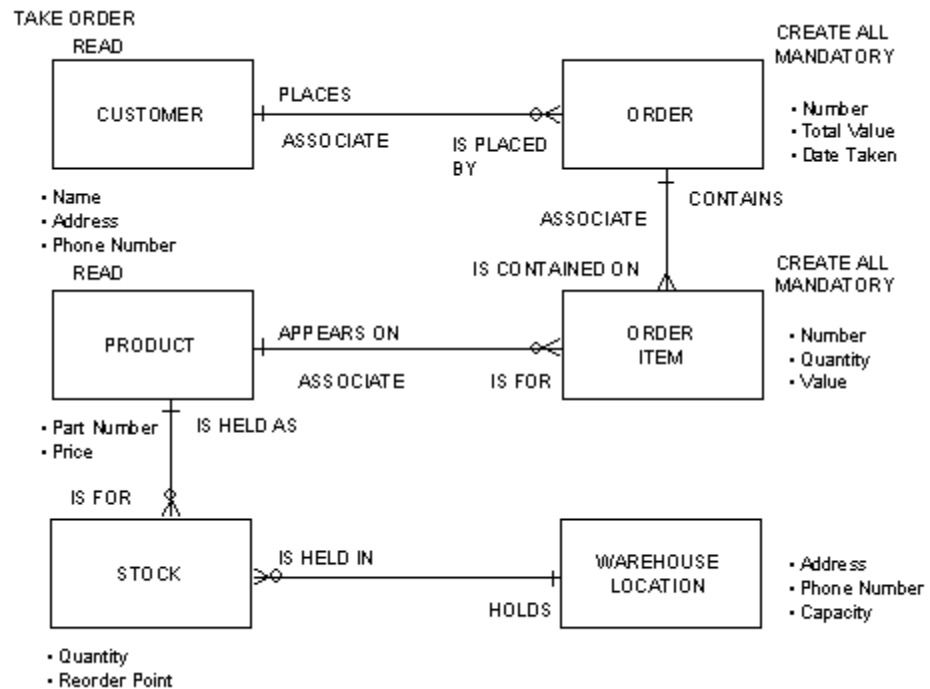 TAKE ORDER
READ
CREATE ALL
MANDATORY
CUSTOMER
PLACES
ASSOCIATE
IS PLACED
BY
ORDER
• Number
• Total Value
• Date Taken
• Name
• Address
• Phone Number
CONTAINS
ASSOCIATE
IS CONTAINED ON
READ
CREATE ALL
MANDATORY
PRODUCT
APPEARS ON
ASSOCIATE
IS FOR
ORDER
ITEM
• Number
• Quantity
• Value
• Part Number
• Price
IS HELD AS
IS FOR
STOCK
IS HELD IN
HOLDS
WAREHOUSE
LOCATION
• Address
• Phone Number
• Capacity
• Quantity
• Reorder Point